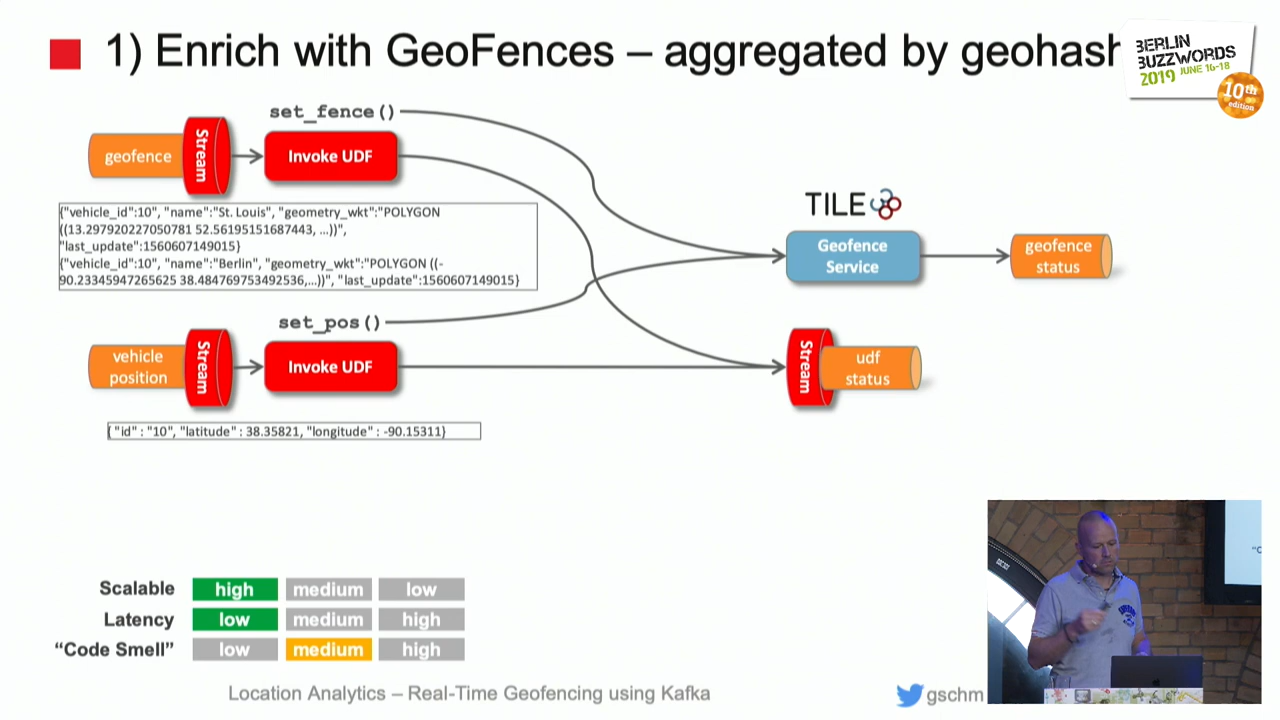 1) Enrich with GeoFences – aggregated by geohash
BERLIN
BUZZWORDS
2019 JUNE 16-18
10th
edition
set_fence()
geofence
Stream
Invoke UDF
{"vehicle_id":10", "name":"St. Louis", "geometry_wkt":"POLYGON
((13.297920227050781 52.56195151687443, ...))",
"last_update":1560607149015}
{"vehicle_id":10", "name":"Berlin", "geometry_wkt":"POLYGON ((-
90.23345947265625 38.484769753492536,...))", "last_update":1560607149015}
TILE38
Geofence
Service
geofence
status
set_pos()
vehicle
position
Stream
Invoke UDF
Stream
udf
status
{ "id" : "10", "latitude" : 38.35821, "longitude" : -90.15311}
Scalable high medium low
Latency low medium high
“Code Smell” low medium high
Location Analytics – Real-Time Geofencing using Kafka
gschm